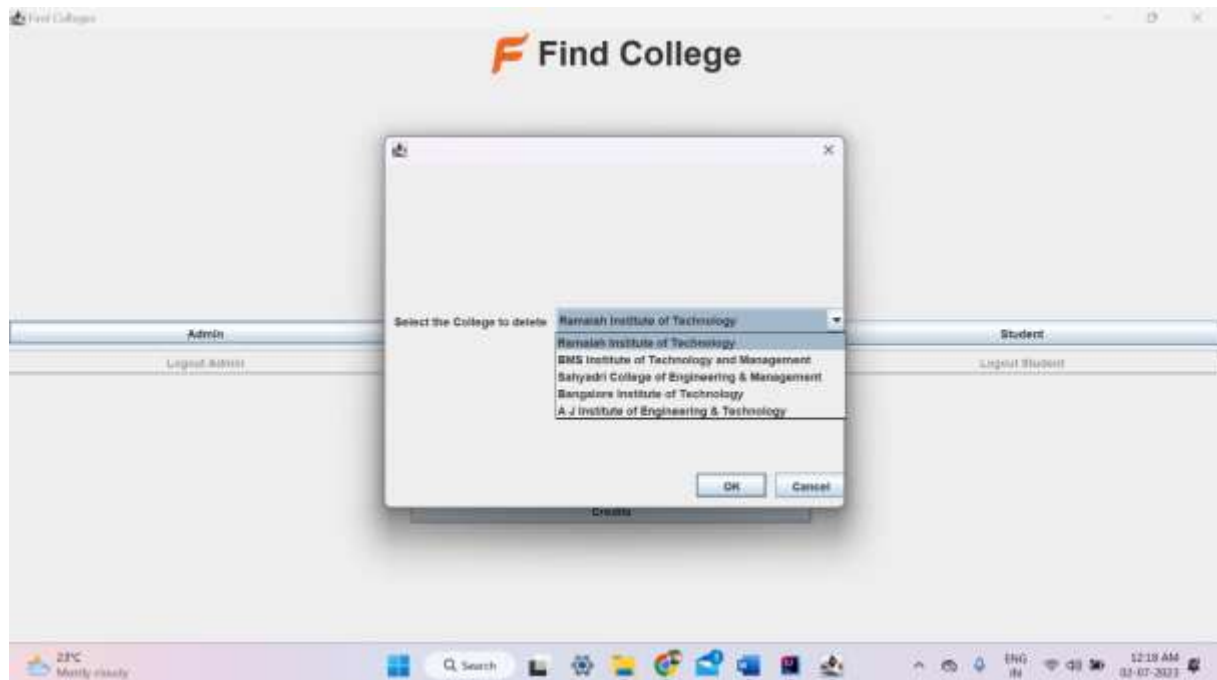 Find Colleges
Find College
Select the College to delete
Ramaiah Institute of Technology
Ramaiah Institute of Technology
BMS Institute of Technology and Management
Sahyadri College of Engineering & Management
Bangalore Institute of Technology
A J Institute of Engineering & Technology
Admin
Student
Logout Admin
Logout Student
OK
Cancel
Credits
23°C
Mostly cloudy
Search
ENG
IN
12:18 AM
02-07-2023